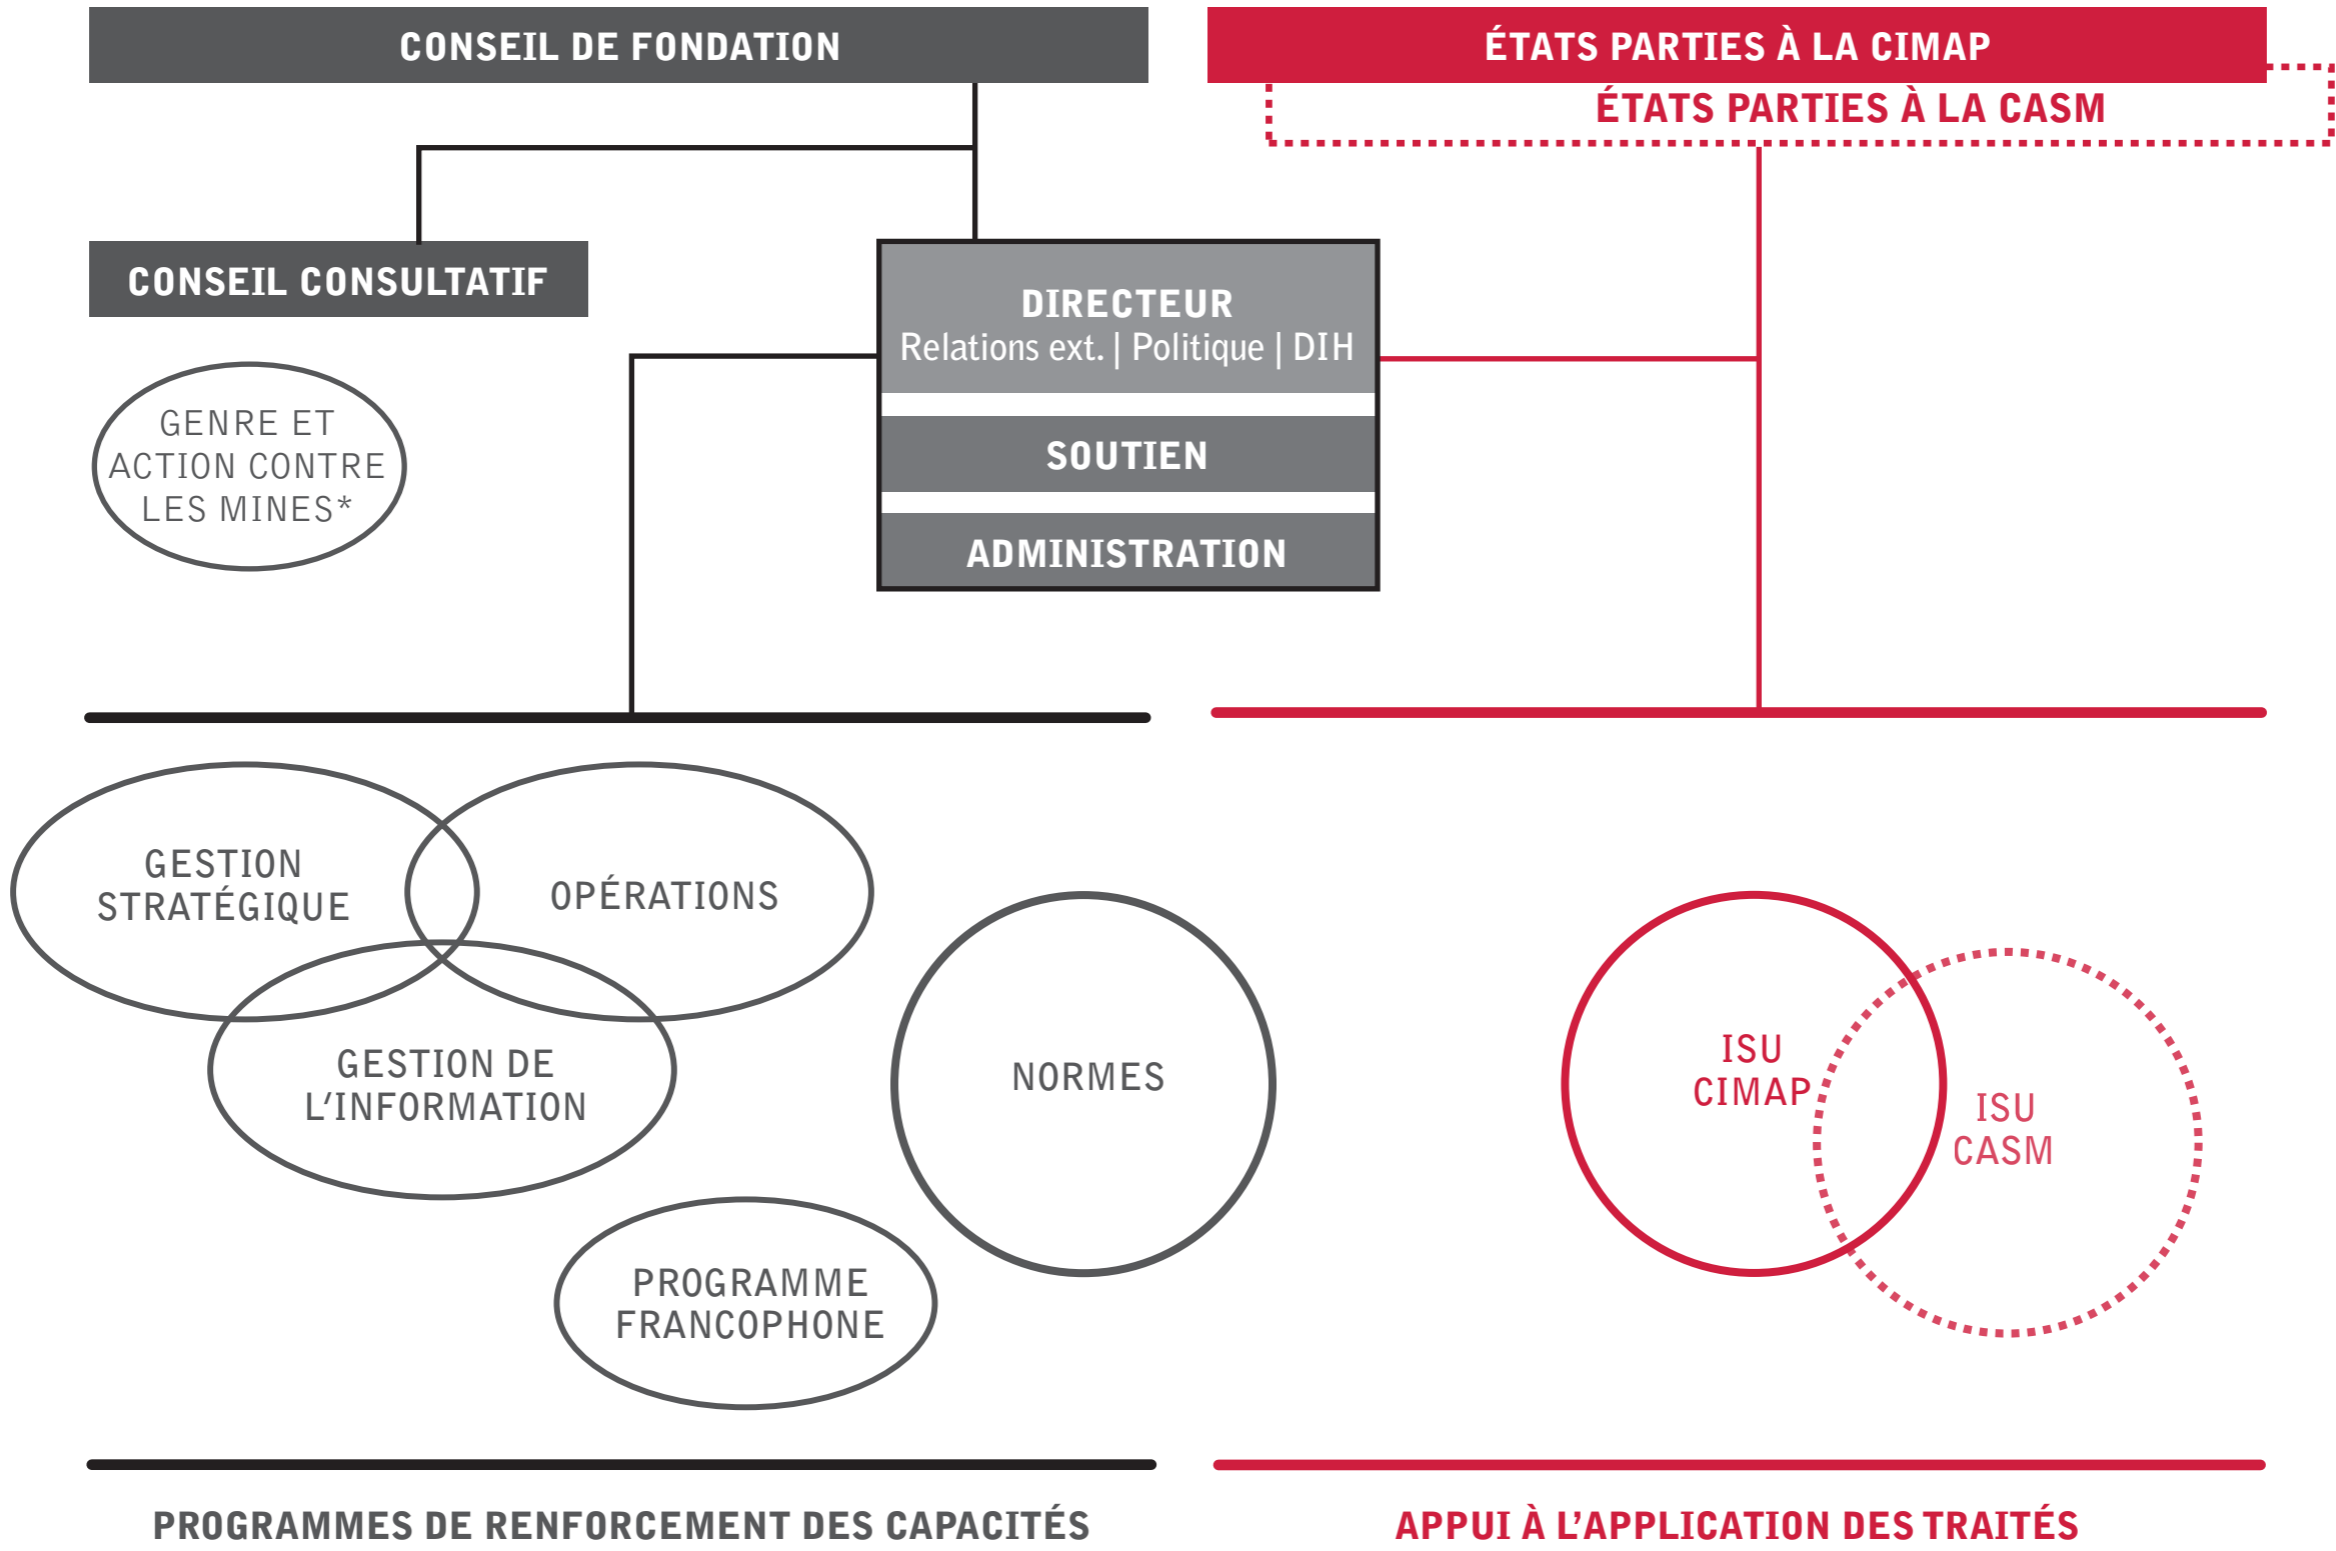 CONSEIL DE FONDATION
ÉTATS PARTIES À LA CIMAP
ÉTATS PARTIES À LA CASM
CONSEIL CONSULTATIF
DIRECTEUR
Relations ext. | Politique | DIH
SOUTIEN
ADMINISTRATION
GENRE ET
ACTION CONTRE
LES MINES*
GESTION
STRATÉGIQUE
OPÉRATIONS
GESTION DE
L’INFORMATION
NORMES
PROGRAMME
FRANCOPHONE
ISU
CIMAP
ISU
CASM
PROGRAMMES DE RENFORCEMENT DES CAPACITÉS
APPUI À L’APPLICATION DES TRAITÉS